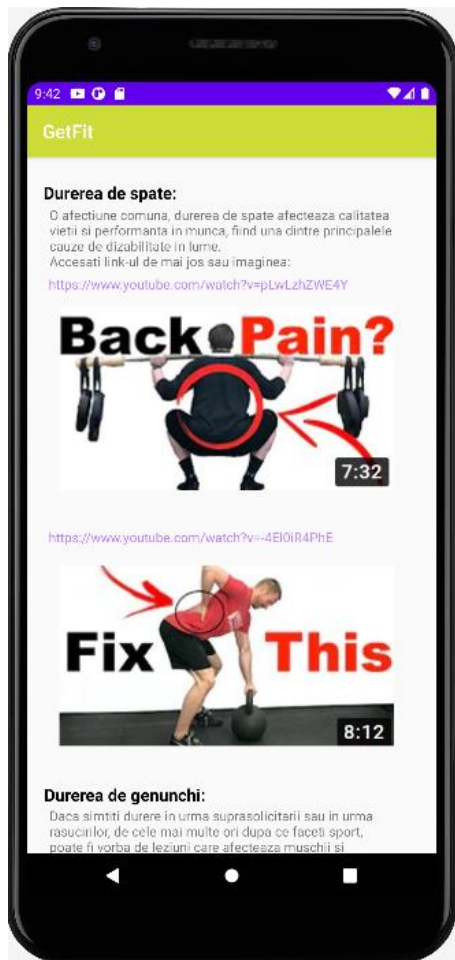 9:42
GetFit
Durerea de spate:
O afectiune comuna, durerea de spate afecteaza calitatea
vietii si performanta in munca, fiind una dintre principalele
cauze de dizabilitate in lume.
Accesati link-ul de mai jos sau imaginea:
https://www.youtube.com/watch?v=pLwLzhZWE4Y
Back Pain?
7:32
https://www.youtube.com/watch?v=-4El0iR4PhE
Fix This
8:12
Durerea de genunchi:
Daca simtiti durere in urma suprasolicitarii sau in urma
rasucirilor, de cele mai multe ori dupa ce faceti sport,
poate fi vorba de leziuni care afecteaza muschii si